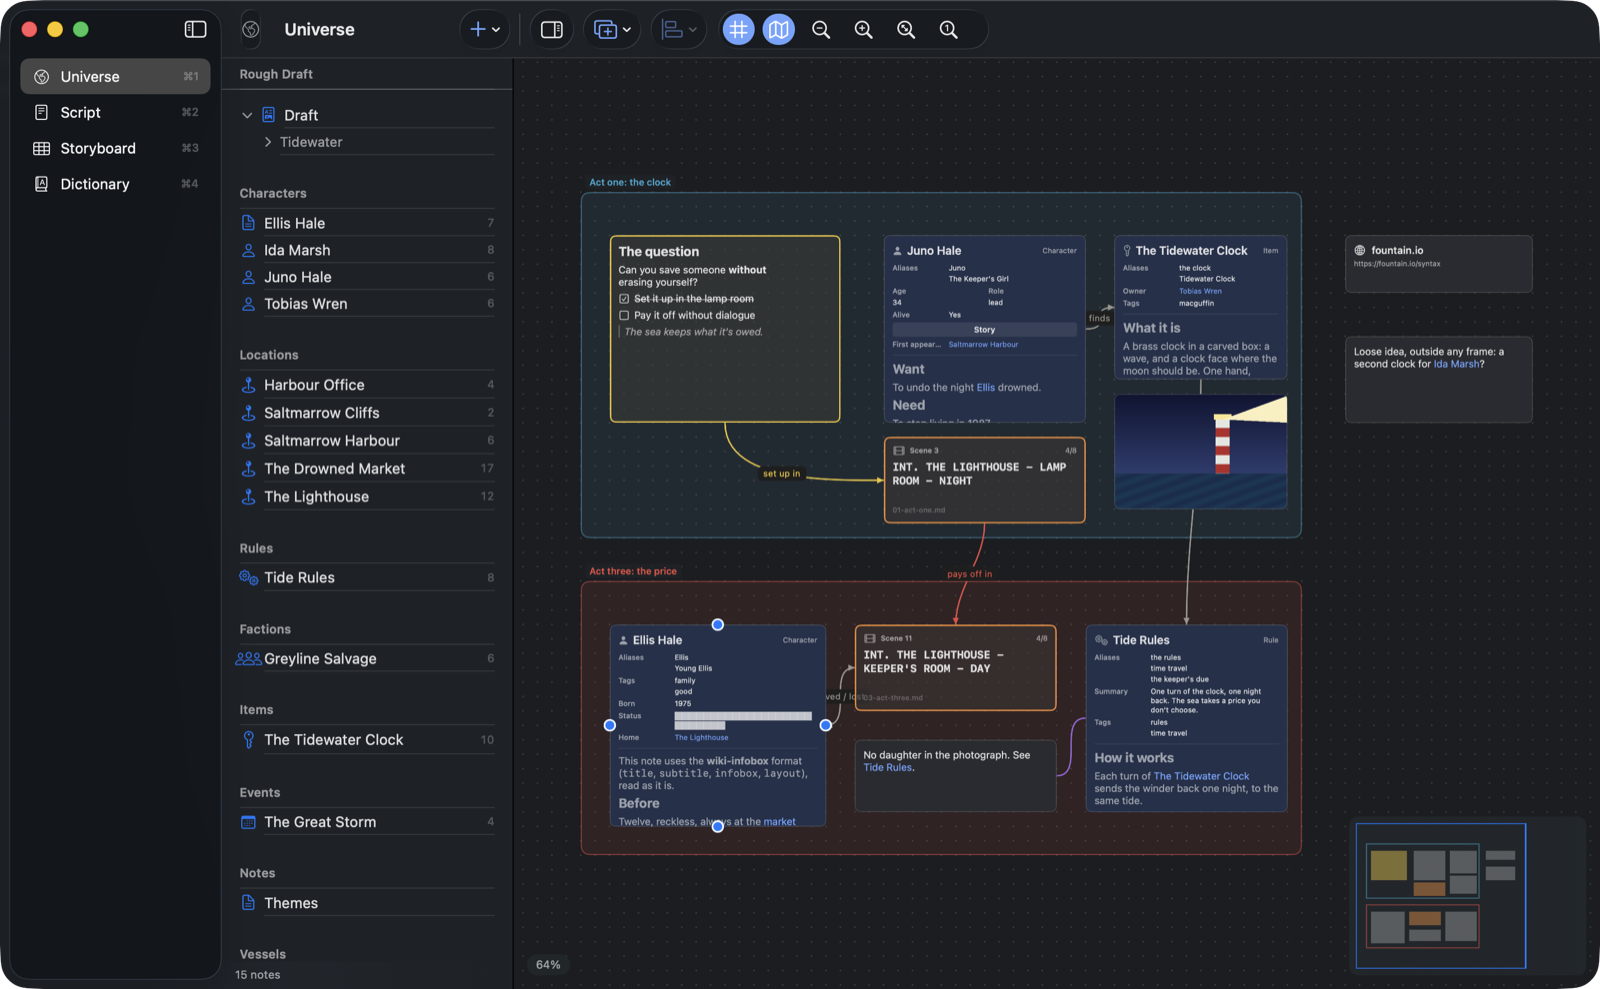 Universe
Universe ⌘1
Script ⌘2
Storyboard ⌘3
Dictionary ⌘4
Rough Draft
Draft
Tidewater
Characters
Ellis Hale 7
Ida Marsh 8
Juno Hale 6
Tobias Wren 6
Locations
Harbour Office 4
Saltmarrow Cliffs 2
Saltmarrow Harbour 6
The Drowned Market 17
The Lighthouse 12
Rules
Tide Rules 8
Factions
Greyline Salvage 6
Items
The Tidewater Clock 10
Events
The Great Storm 4
Notes
Themes
Vessels
15 notes
Act one: the clock
The question
Can you save someone without
erasing yourself?
Set it up in the lamp room
Pay it off without dialogue
The sea keeps what it's owed.
set up in
Juno Hale Character
Aliases Juno
The Keeper's Girl
Age Role
34 lead
Alive Yes
Story
First appear... Saltmarrow Harbour
Want
To undo the night Ellis drowned.
Need
finds
The Tidewater Clock Item
Aliases the clock
Tidewater Clock
Owner Tobias Wren
Tags macguffin
What it is
A brass clock in a carved box: a
wave, and a clock face where the
moon should be. One hand,
Scene 3 4/8
INT. THE LIGHTHOUSE – LAMP
ROOM – NIGHT
01-act-one.md
pays off in
fountain.io
https://fountain.io/syntax
Loose idea, outside any frame: a
second clock for Ida Marsh?
Act three: the price
Ellis Hale Character
Aliases Ellis
Young Ellis
Tags family
good
Born 1975
Status
Home The Lighthouse
This note uses the wiki-infobox format
(title, subtitle, infobox, layout),
read as it is.
Before
Twelve, reckless, always at the market
Scene 11 4/8
INT. THE LIGHTHOUSE –
KEEPER'S ROOM – DAY
03-act-three.md
No daughter in the photograph. See
Tide Rules.
Tide Rules Rule
Aliases the rules
time travel
the keeper's due
Summary One turn of the clock, one night
back. The sea takes a price you
don't choose.
Tags rules
time travel
How it works
Each turn of The Tidewater Clock
sends the winder back one night, to the
same tide.
64%